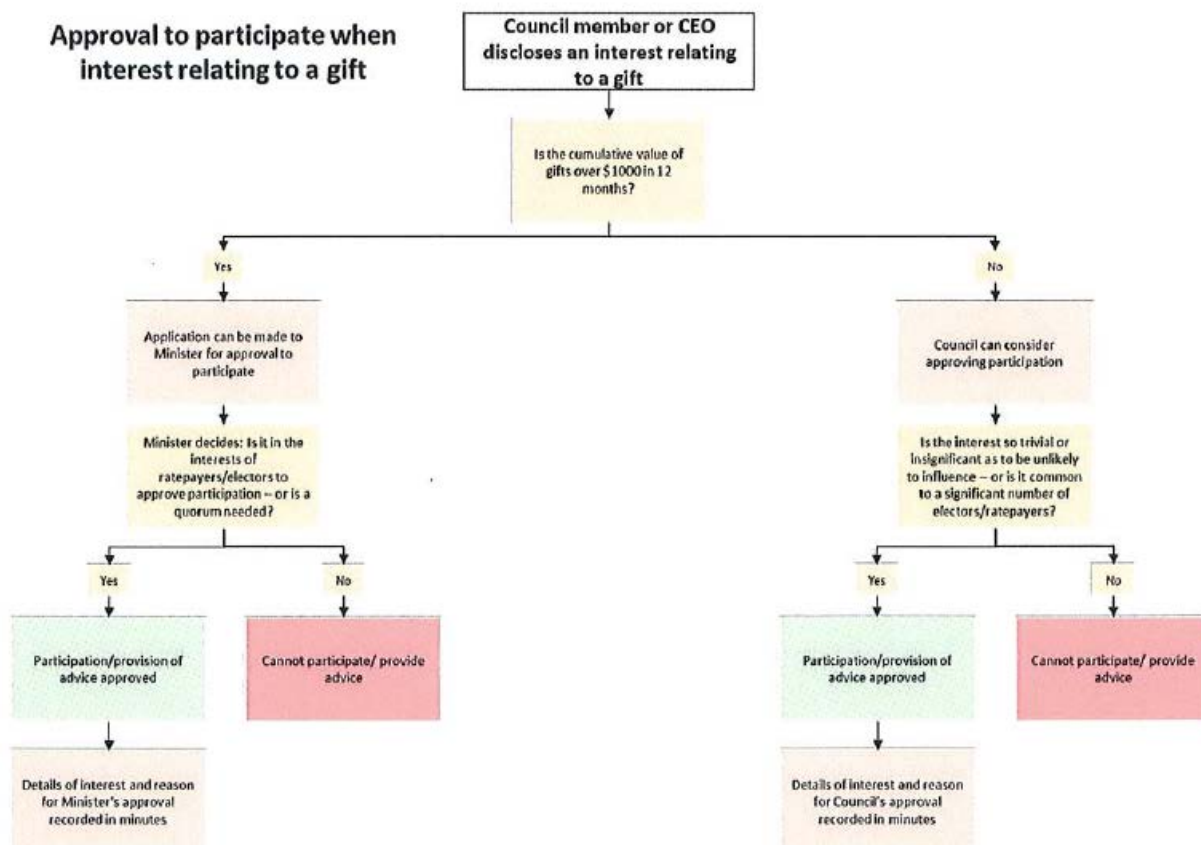 Approval to participate when
interest relating to a gift
Council member or CEO
discloses an interest relating
to a gift
Is the cumulative value of
gifts over $1000 in 12
months?
Yes
No
Application can be made to
Minister for approval to
participate
Council can consider
approving participation
Minister decides: Is it in the
interests of
ratepayers/electors to
approve participation – or is a
quorum needed?
Is the interest so trivial or
insignificant as to be unlikely
to influence – or is it common
to a significant number of
electors/ratepayers?
Yes
No
Yes
No
Participation/provision of
advice approved
Cannot participate/ provide
advice
Participation/provision of
advice approved
Cannot participate/ provide
advice
Details of interest and reason
for Minister's approval
recorded in minutes
Details of interest and reason
for Council's approval
recorded in minutes